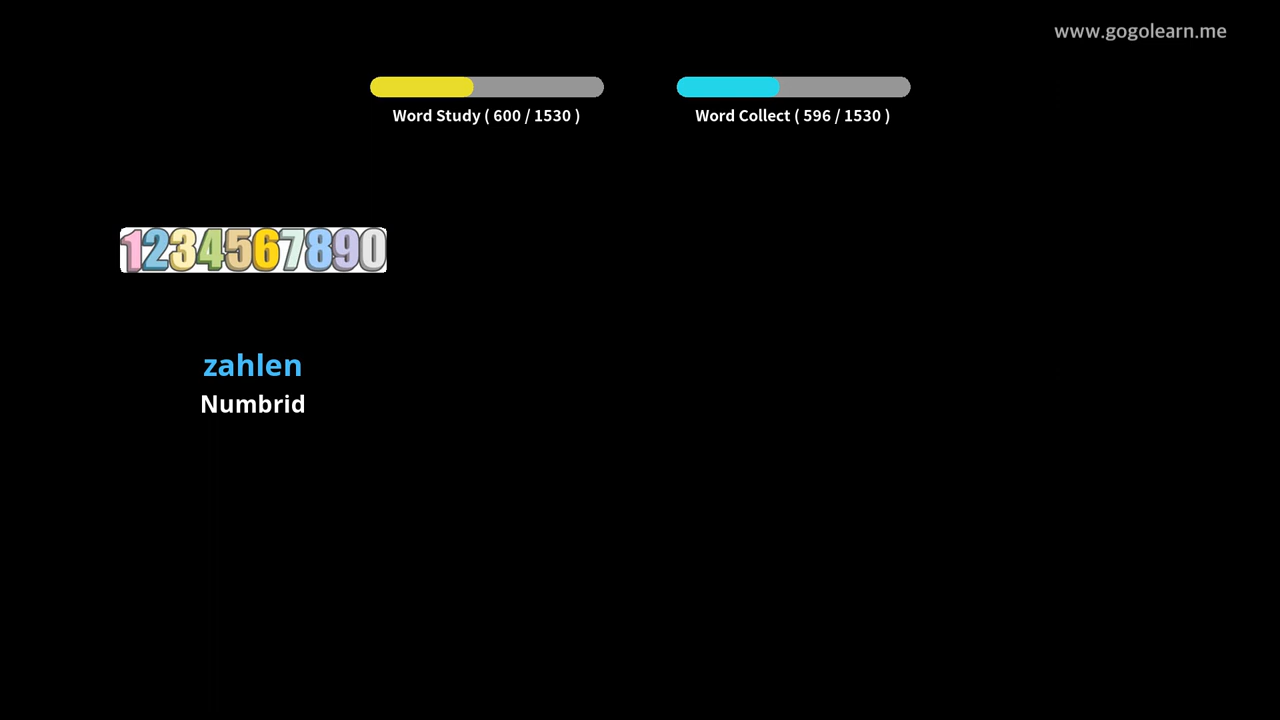 www.gogolearn.me
Word Study ( 600 / 1530 )
Word Collect ( 596 / 1530 )
1234567890
zahlen
Numbrid